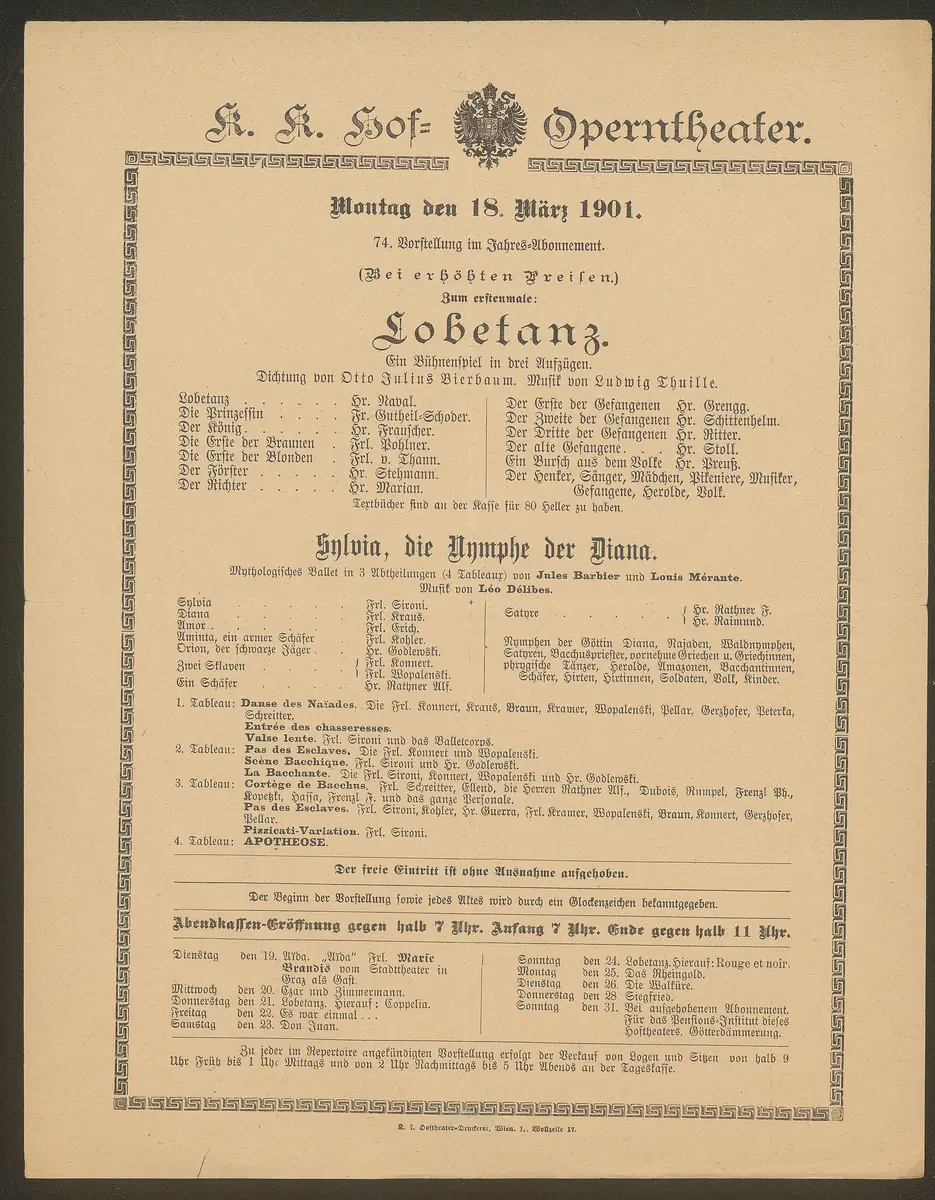 K. K. Hof- Operntheater.
Montag den 18. März 1901.
74. Vorstellung im Jahres-Abonnement.
(Bei erhöhten Preisen.)
Zum erstenmale:
Lobetanz.
Ein Bühnenspiel in drei Aufzügen.
Dichtung von Otto Julius Bierbaum. Musik von Ludwig Thuille.
Lobetanz . . . . . . Hr. Naval.
Die Prinzessin . . . . Fr. Gutheil-Schoder.
Der König . . . . . . Hr. Frauscher.
Die Erste der Braunen . Frl. Pohlner.
Die Erste der Blonden . Frl. v. Thann.
Der Förster . . . . . Hr. Stehmann.
Der Richter . . . . . Hr. Marian.
Der Erste der Gefangenen Hr. Grengg.
Der Zweite der Gefangenen Hr. Schittenhelm.
Der Dritte der Gefangenen Hr. Ritter.
Der alte Gefangene . . . Hr. Stoll.
Ein Bursch aus dem Volke Hr. Preuß.
Der Henker, Sänger, Mädchen, Pikeniere, Musiker,
Gefangene, Herolde, Volk.
Textbücher sind an der Kasse für 80 Heller zu haben.
Sylvia, die Nymphe der Diana.
Mythologisches Ballet in 3 Abtheilungen (4 Tableaux) von Jules Barbier und Louis Mérante.
Musik von Léo Délibes.
Sylvia . . . . . . Frl. Sironi.
Diana . . . . . . Frl. Kraus.
Amor . . . . . . Frl. Erich.
Aminta, ein armer Schäfer . Frl. Kohler.
Orion, der schwarze Jäger . . Hr. Godlewski.
Zwei Sklaven . . . . { Frl. Konnert.
Frl. Wopalenski.
Ein Schäfer . . . . Hr. Rathner Alf.
Satyre . . . . . { Hr. Rathner F.
Hr. Raimund.
Nymphen der Göttin Diana, Najaden, Waldnymphen,
Satyren, Bacchuspriester, vornehme Griechen u. Griechinnen,
phrygische Tänzer, Herolde, Amazonen, Bacchantinnen,
Schäfer, Hirten, Hirtinnen, Soldaten, Volk, Kinder.
1. Tableau: Danse des Naïades. Die Frl. Konnert, Kraus, Braun, Kramer, Wopalenski, Pellar, Gerzhofer, Peterka,
Schreitter.
Entrée des chasseresses.
Valse lente. Frl. Sironi und das Balletcorps.
2. Tableau: Pas des Esclaves. Die Frl. Konnert und Wopalenski.
Scène Bacchique. Frl. Sironi und Hr. Godlewski.
La Bacchante. Die Frl. Sironi, Konnert, Wopalenski und Hr. Godlewski.
3. Tableau: Cortège de Bacchus. Frl. Schreitter, Ellend, die Herren Rathner Alf., Dubois, Rumpel, Frenzl Ph.,
Kopetzki, Hassa, Frenzl F. und das ganze Personale.
Pas des Esclaves. Frl. Sironi, Kohler, Hr. Guerra, Frl. Kramer, Wopalenski, Braun, Konnert, Gerzhofer,
Pellar.
Pizzicati-Variation. Frl. Sironi.
4. Tableau: APOTHEOSE.
Der freie Eintritt ist ohne Ausnahme aufgehoben.
Der Beginn der Vorstellung sowie jedes Aktes wird durch ein Glockenzeichen bekanntgegeben.
Abendkassen-Eröffnung gegen halb 7 Uhr. Anfang 7 Uhr. Ende gegen halb 11 Uhr.
Dienstag den 19. Aïda. „Aïda" Frl. Marie
Brandis vom Stadttheater in
Graz als Gast.
Mittwoch den 20. Czar und Zimmermann.
Donnerstag den 21. Lobetanz. Hierauf: Coppelia.
Freitag den 22. Es war einmal . . .
Samstag den 23. Don Juan.
Sonntag den 24. Lobetanz. Hierauf: Rouge et noir.
Montag den 25. Das Rheingold.
Dienstag den 26. Die Walküre.
Donnerstag den 28 Siegfried.
Sonntag den 31. Bei aufgehobenem Abonnement.
Für das Pensions-Institut dieses
Hoftheaters. Götterdämmerung.
Zu jeder im Repertoire angekündigten Vorstellung erfolgt der Verkauf von Logen und Sitzen von halb 9
Uhr Früh bis 1 Uhr Mittags und von 2 Uhr Nachmittags bis 5 Uhr Abends an der Tageskasse.
K. k. Hoftheater-Druckerei, Wien, I., Wollzeile 17.